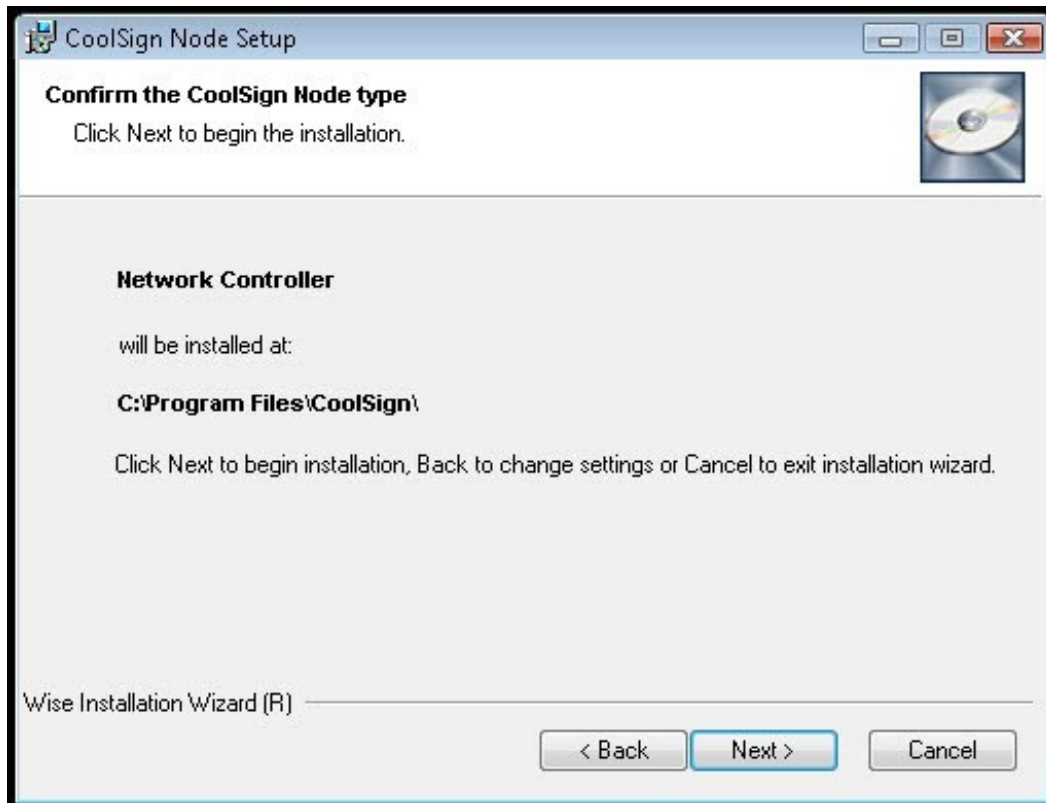 CoolSign Node Setup
Confirm the CoolSign Node type
Click Next to begin the installation.
Network Controller
will be installed at:
C:\Program Files\CoolSign\
Click Next to begin installation, Back to change settings or Cancel to exit installation wizard.
Wise Installation Wizard (R)
< Back Next > Cancel